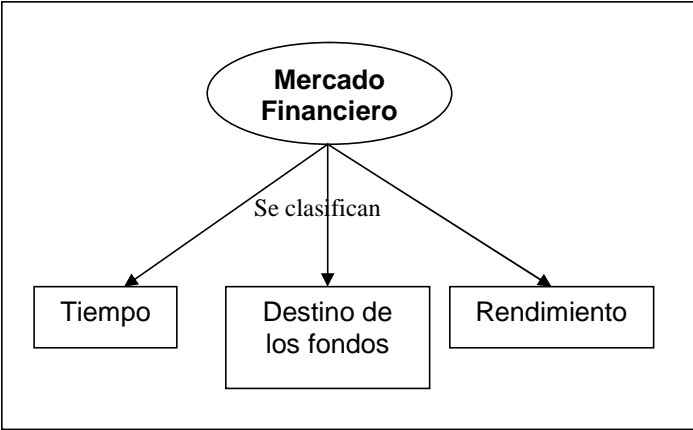 Mercado
Financiero
Se clasifican
Tiempo
Destino de
los fondos
Rendimiento